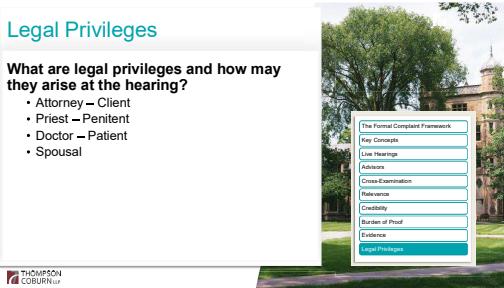 Legal Privileges
What are legal privileges and how may
they arise at the hearing?
• Attorney – Client
• Priest – Penitent
• Doctor – Patient
• Spousal
The Formal Complaint Framework
Key Concepts
Live Hearings
Advisors
Cross-Examination
Relevance
Credibility
Burden of Proof
Evidence
Legal Privileges
THOMPSON
COBURN LLP